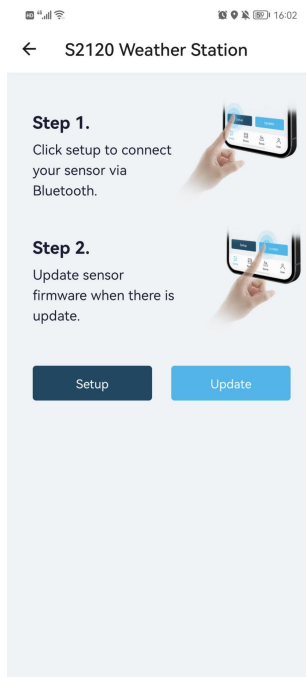 HD 16:02
S2120 Weather Station
Step 1.
Click setup to connect
your sensor via
Bluetooth.
Step 2.
Update sensor
firmware when there is
update.
Setup Update